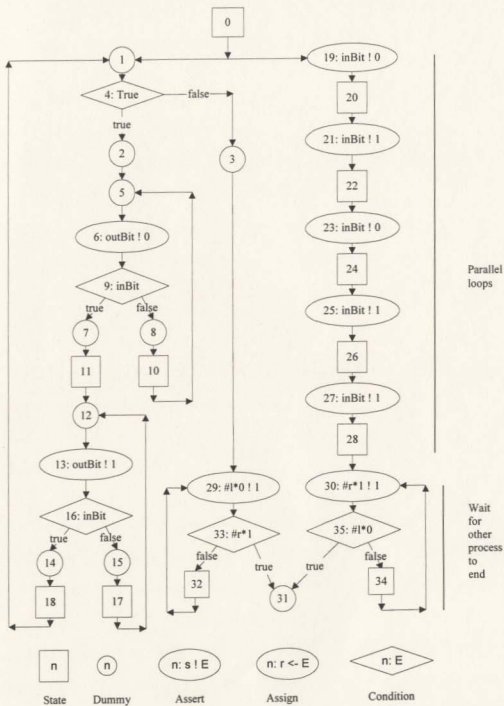 0
1
19: inBit ! 0
4: True
false
20
true
21: inBit ! 1
2
3
5
22
6: outBit ! 0
23: inBit ! 0
9: inBit
24
Parallel
loops
true
false
7
8
25: inBit ! 1
11
10
26
12
27: inBit ! 1
28
13: outBit ! 1
29: #l*0 ! 1
30: #r*1 ! 1
16: inBit
33: #r*1
35: #l*0
Wait
for
other
process
to
end
true
false
false
true
true
false
14
15
32
31
34
18
17
n
n
n: s ! E
n: r <- E
n: E
State
Dummy
Assert
Assign
Condition